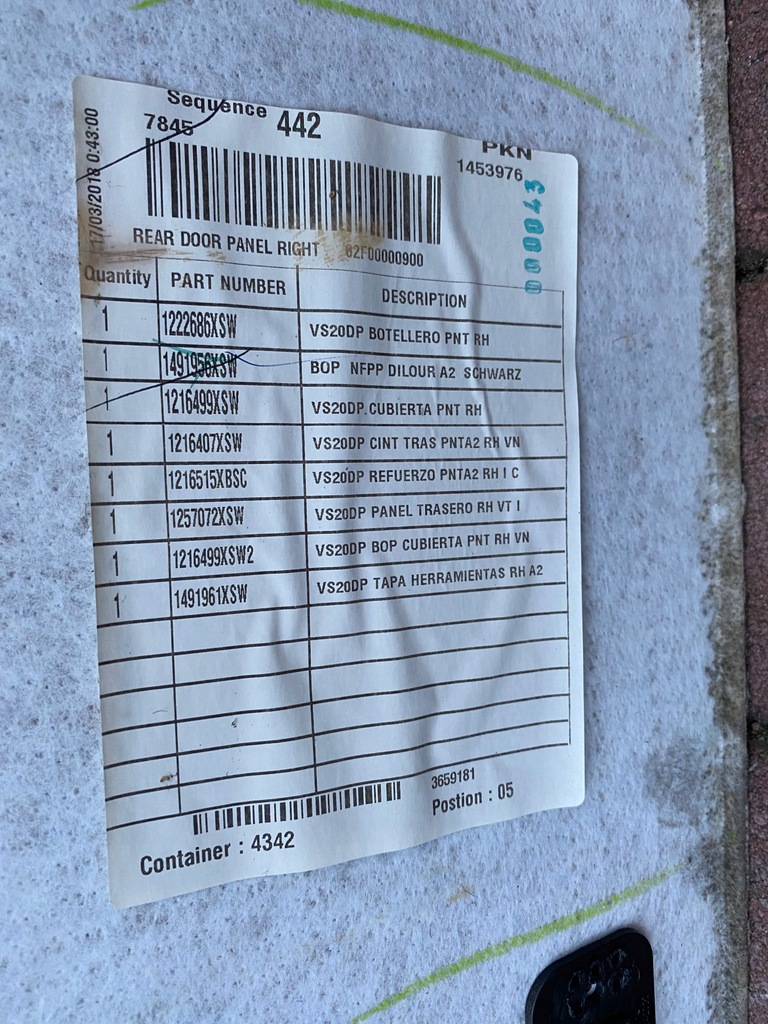 Sequence 442
7845
PKN
1453976
17/03/2018 0:43:00
000043
REAR DOOR PANEL RIGHT 82F00000900
Quantity PART NUMBER DESCRIPTION
1 1222686XSW VS20DP BOTELLERO PNT RH
1 1491956XSW BOP NFPP DILOUR A2 SCHWARZ
1 1216499XSW VS20DP.CUBIERTA PNT RH
1 1216407XSW VS20DP CINT TRAS PNTA2 RH VN
1 1216515XBSC VS20DP REFUERZO PNTA2 RH I C
1 1257072XSW VS20DP PANEL TRASERO RH VT I
1 1216499XSW2 VS20DP BOP CUBIERTA PNT RH VN
1 1491961XSW VS20DP TAPA HERRAMIENTAS RH A2
3659181
Container : 4342 Postion : 05